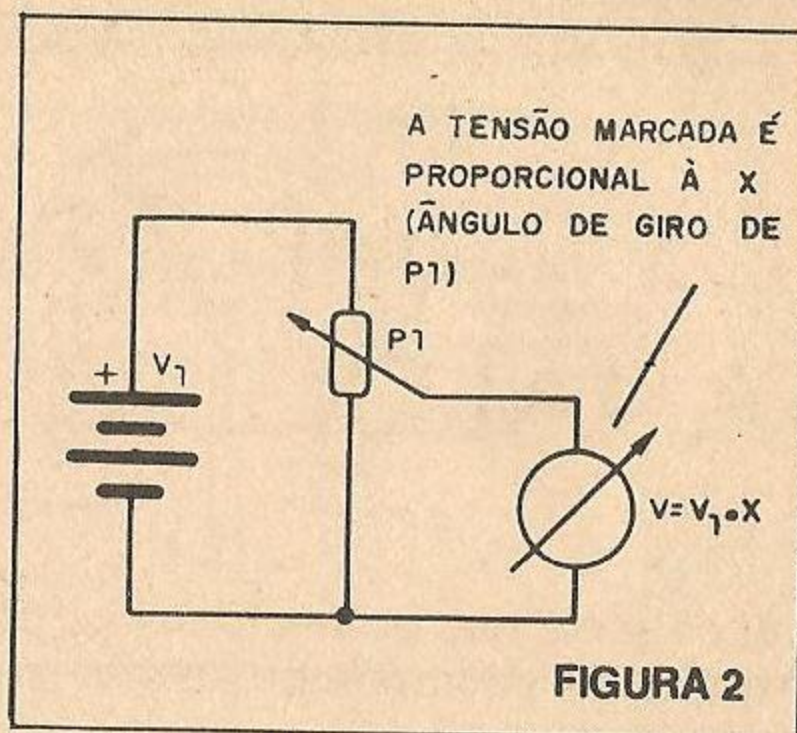 A TENSÃO MARCADA É
PROPORCIONAL À X
(ÂNGULO DE GIRO DE
P1)
P1
+ V1
V=V1•X
FIGURA 2